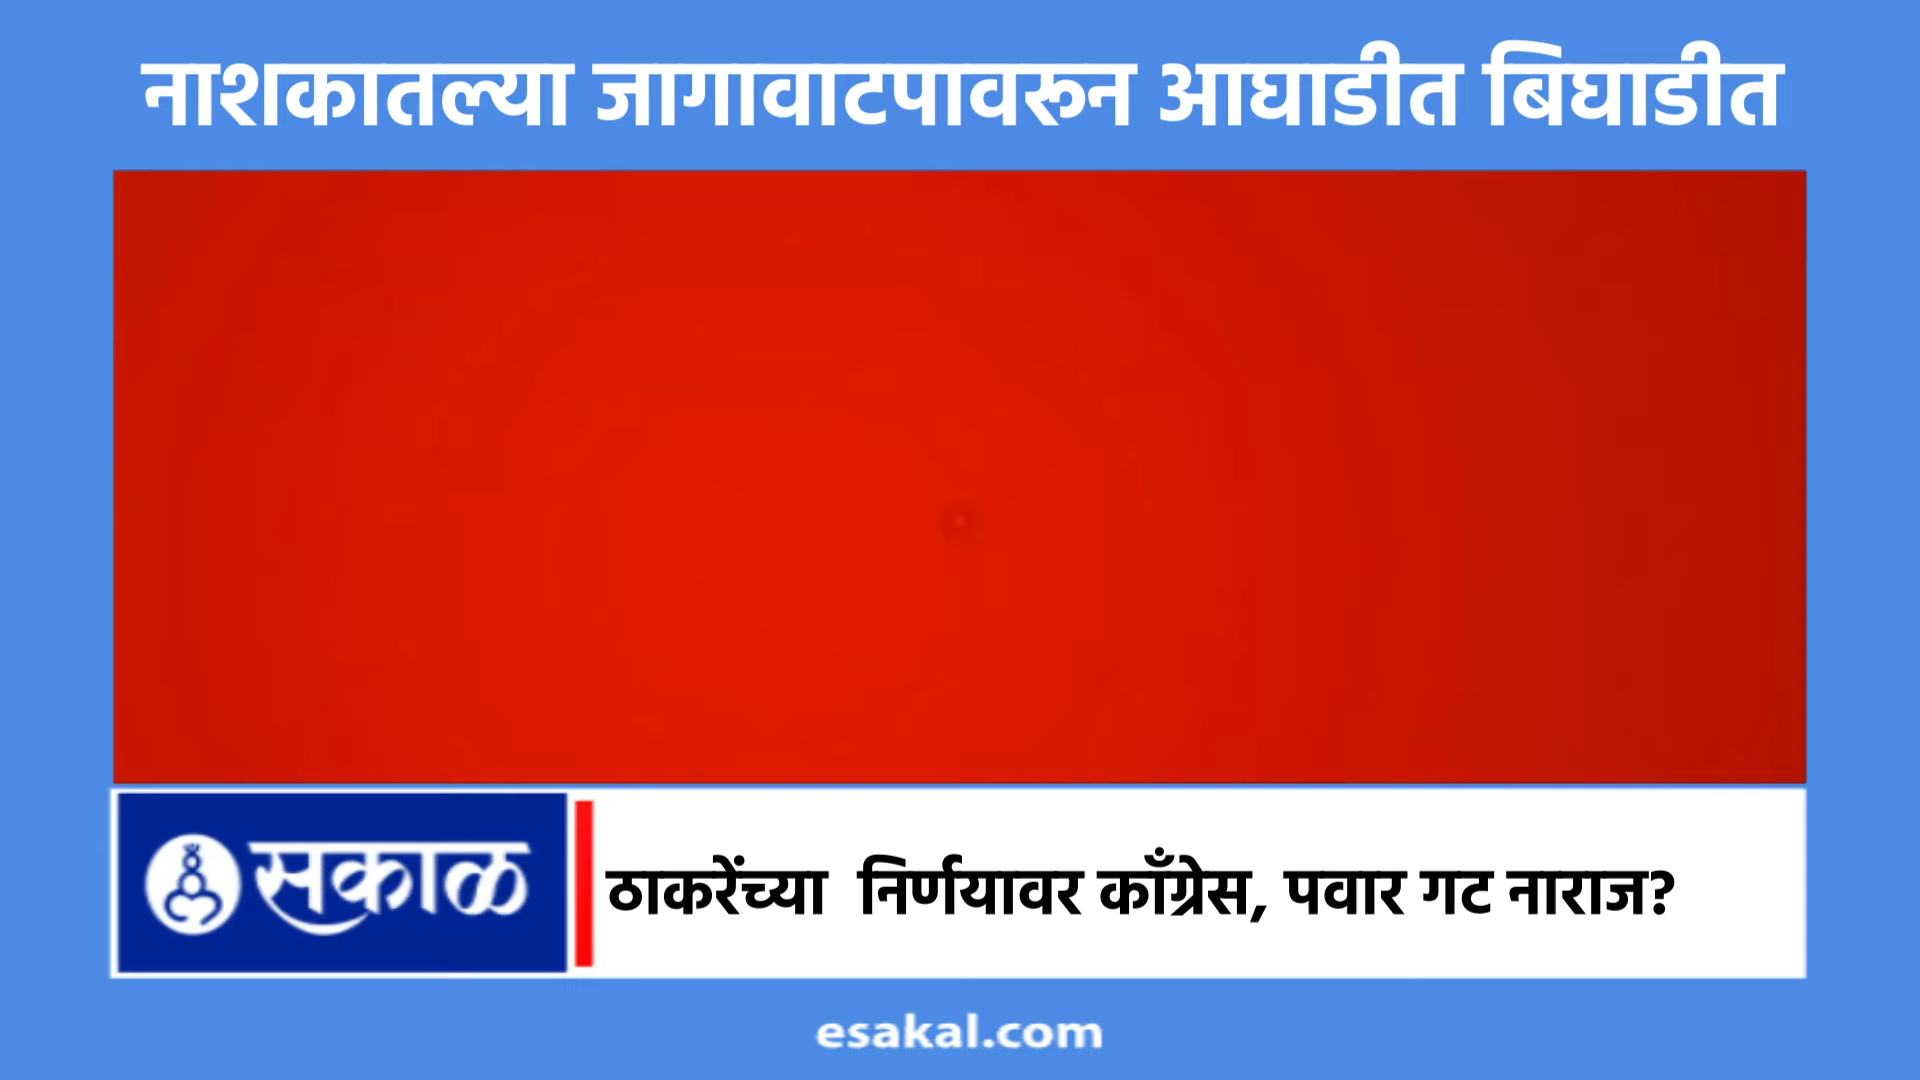 नाशकातल्या जागावाटपावरून आघाडीत बिघाडीत
सकाळ
ठाकरेंच्या निर्णयावर काँग्रेस, पवार गट नाराज?
esakal.com